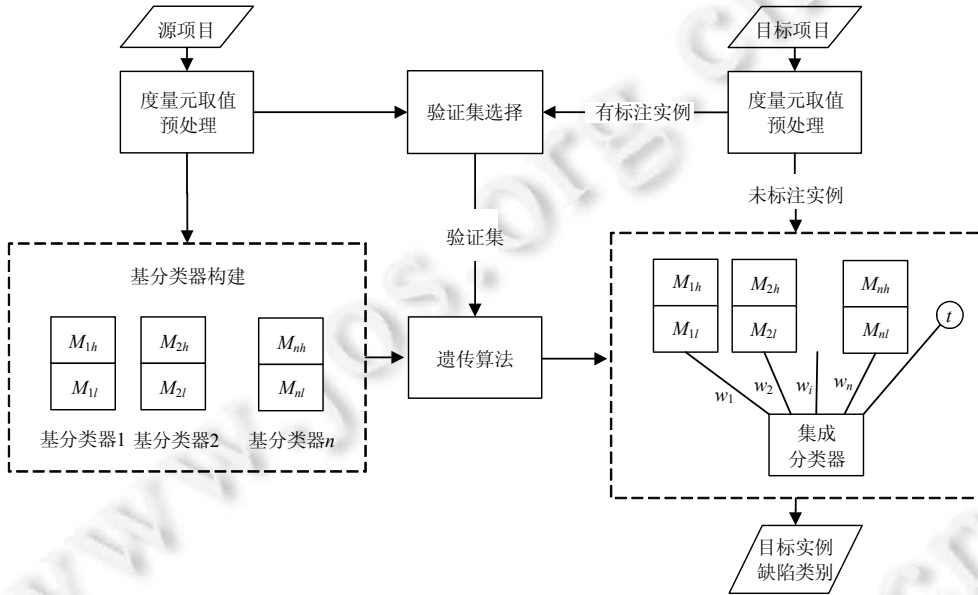 源项目
目标项目
度量元取值
预处理
验证集选择
有标注实例
度量元取值
预处理
未标注实例
验证集
基分类器构建
M1h
M2h
Mnh
M1l
M2l
Mnl
基分类器1
基分类器2
基分类器n
遗传算法
M1h
M2h
Mnh
M1l
M2l
Mnl
t
w1
w2
wi
wn
集成
分类器
目标实例
缺陷类别
www.jos.org.cn